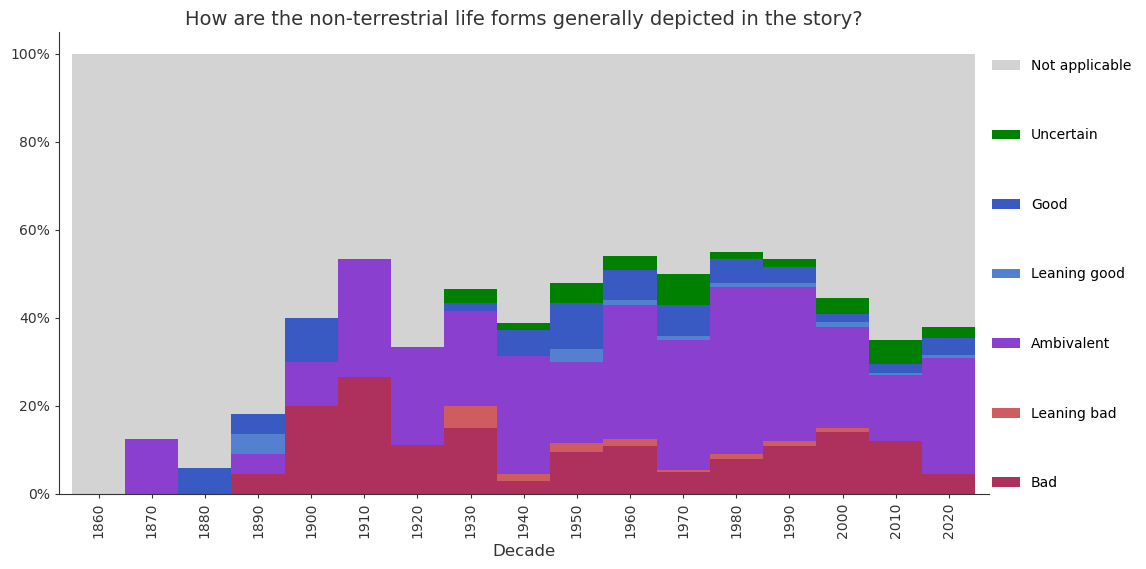 How are the non-terrestrial life forms generally depicted in the story?
100%
80%
60%
40%
20%
0%
1860
1870
1880
1890
1900
1910
1920
1930
1940
1950
1960
1970
1980
1990
2000
2010
2020
Decade
Not applicable
Uncertain
Good
Leaning good
Ambivalent
Leaning bad
Bad